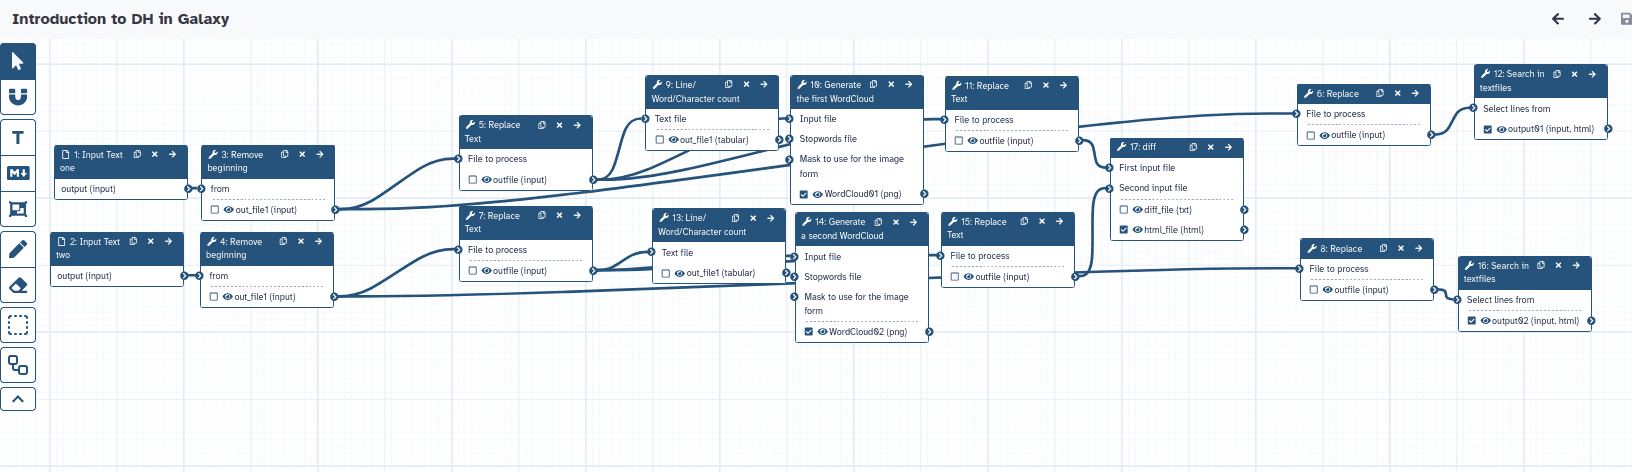 Introduction to DH in Galaxy
T
M
1: Input Text
one
output (input)
2: Input Text
two
output (input)
3: Remove
beginning
from
out_file1 (input)
4: Remove
beginning
from
out_file1 (input)
5: Replace
Text
File to process
outfile (input)
7: Replace
Text
File to process
outfile (input)
9: Line/
Word/Character count
Text file
out_file1 (tabular)
13: Line/
Word/Character count
Text file
out_file1 (tabular)
10: Generate
the first WordCloud
Input file
Stopwords file
Mask to use for the image
form
WordCloud01 (png)
14: Generate
a second WordCloud
Input file
Stopwords file
Mask to use for the image
form
WordCloud02 (png)
11: Replace
Text
File to process
outfile (input)
15: Replace
Text
File to process
outfile (input)
17: diff
First input file
Second input file
diff_file (txt)
html_file (html)
6: Replace
File to process
outfile (input)
8: Replace
File to process
outfile (input)
12: Search in
textfiles
Select lines from
output01 (input, html)
16: Search in
textfiles
Select lines from
output02 (input, html)